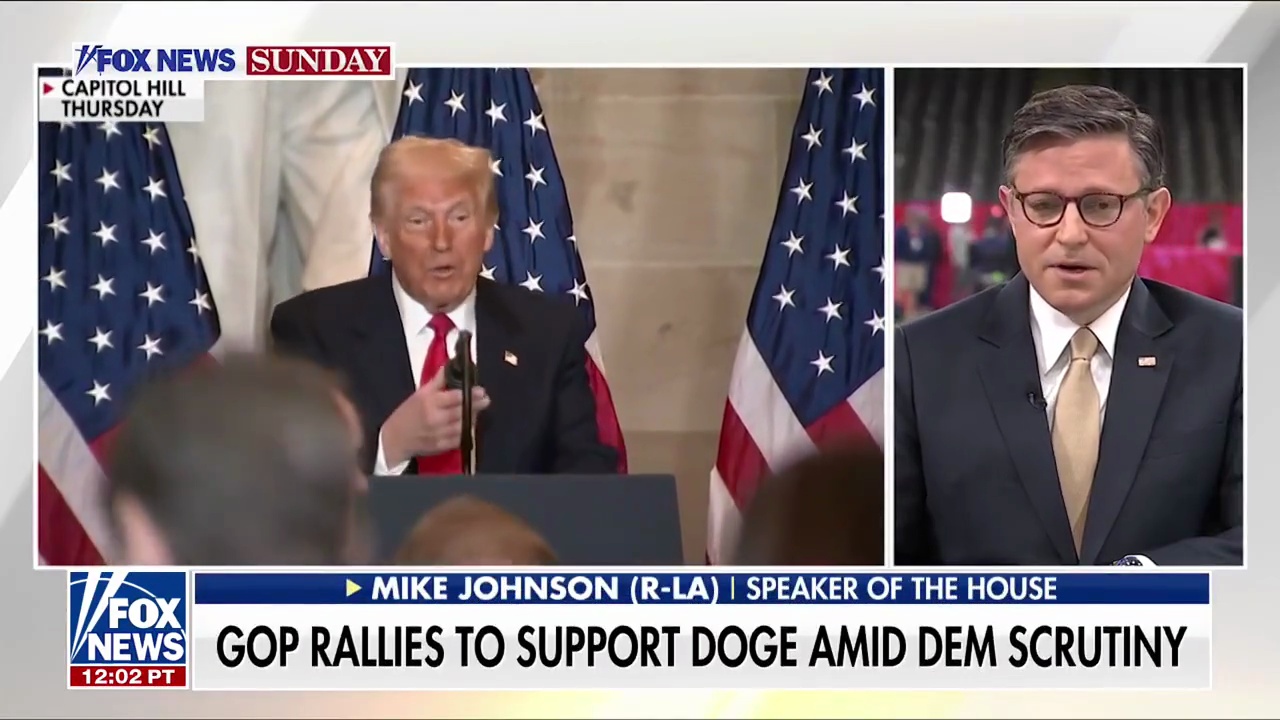 FOX NEWS SUNDAY
CAPITOL HILL
THURSDAY
MIKE JOHNSON (R-LA) | SPEAKER OF THE HOUSE
FOX
NEWS
12:02 PT
GOP RALLIES TO SUPPORT DOGE AMID DEM SCRUTINY